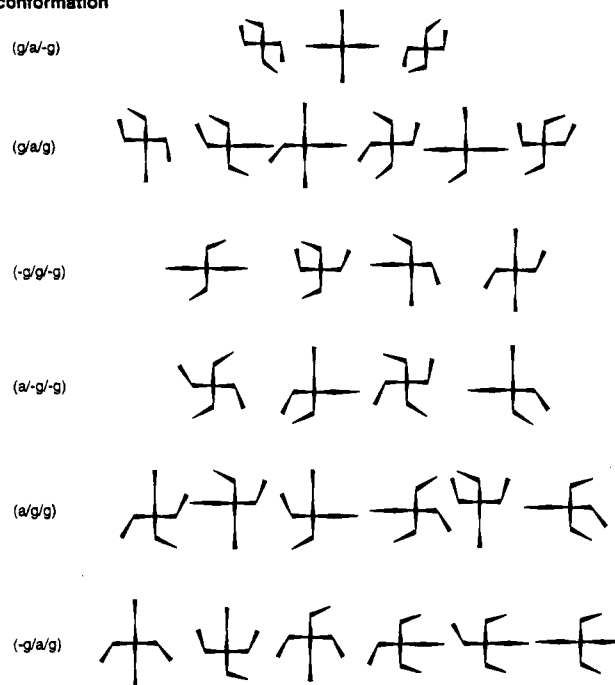 conformation
(g/a/-g)
(g/a/g)
(-g/g/-g)
(a/-g/-g)
(a/g/g)
(-g/a/g)